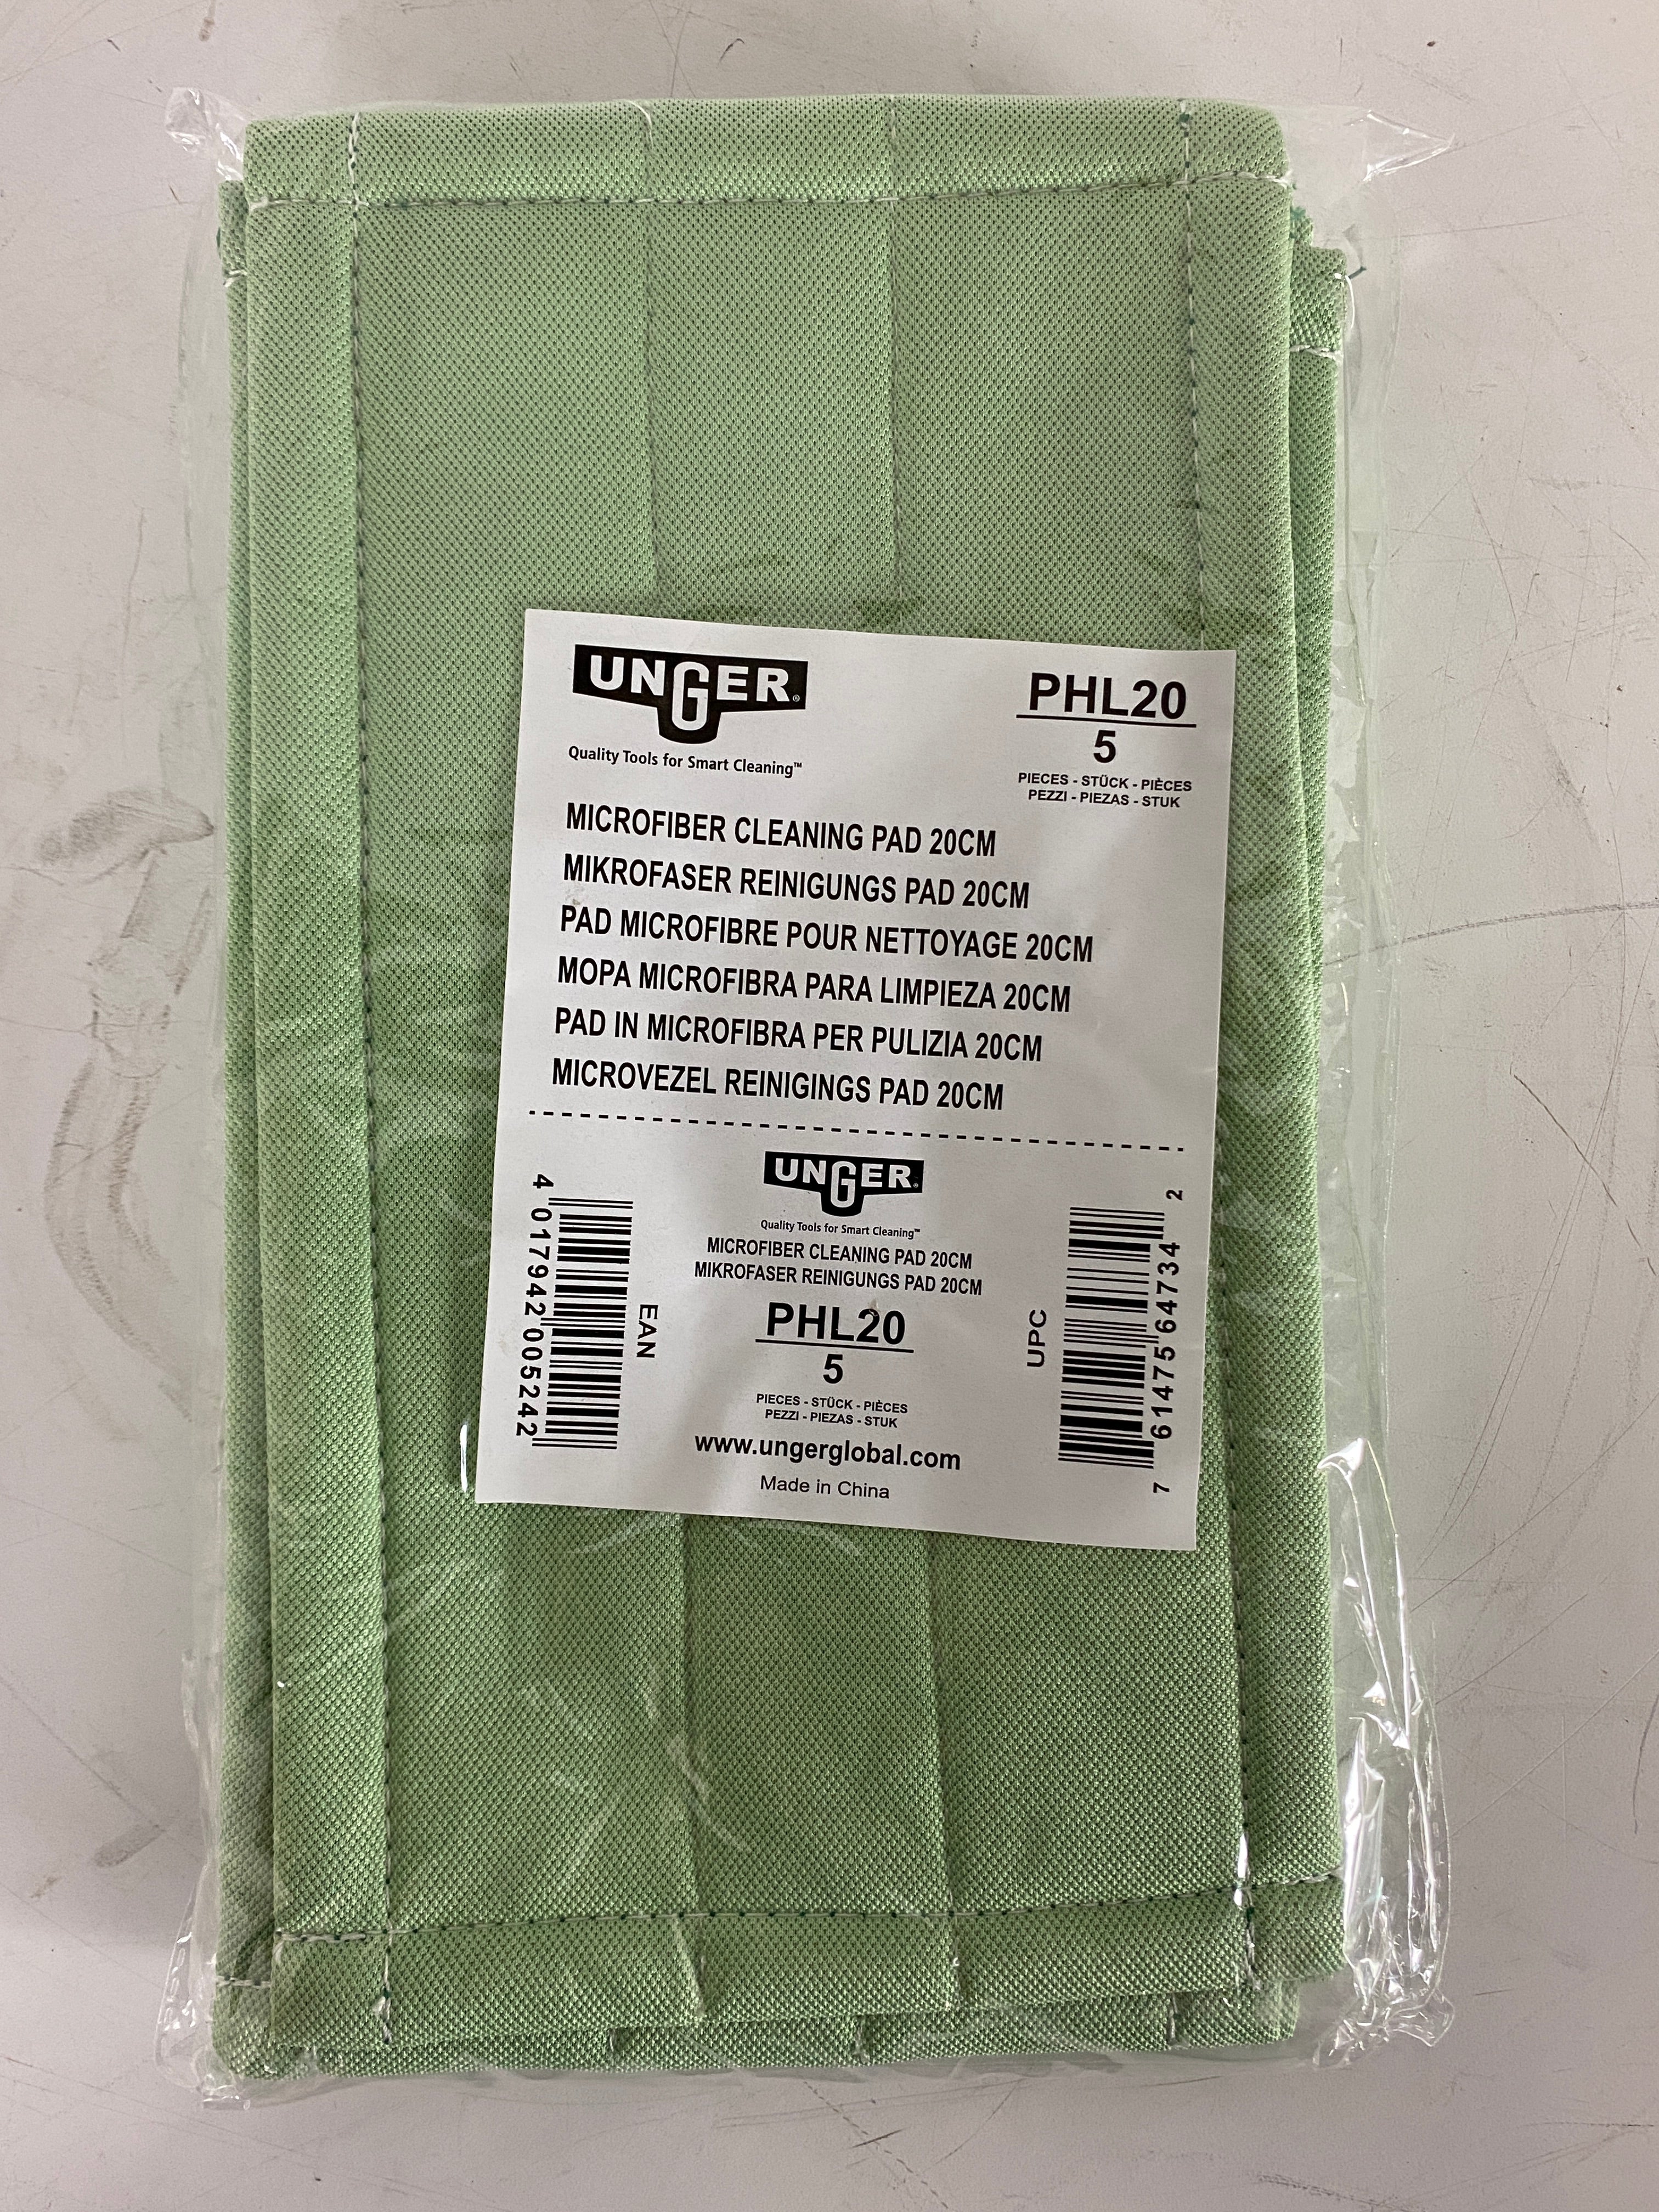 UNGER®
Quality Tools for Smart Cleaning™
PHL20
5
PIECES - STÜCK - PIÈCES
PEZZI - PIEZAS - STUK
MICROFIBER CLEANING PAD 20CM
MIKROFASER REINIGUNGS PAD 20CM
PAD MICROFIBRE POUR NETTOYAGE 20CM
MOPA MICROFIBRA PARA LIMPIEZA 20CM
PAD IN MICROFIBRA PER PULIZIA 20CM
MICROVEZEL REINIGINGS PAD 20CM
4 017942 005242
EAN
UNGER®
Quality Tools for Smart Cleaning™
MICROFIBER CLEANING PAD 20CM
MIKROFASER REINIGUNGS PAD 20CM
PHL20
5
PIECES - STÜCK - PIÈCES
PEZZI - PIEZAS - STUK
www.ungerglobal.com
Made in China
UPC
7 61475 64734 2